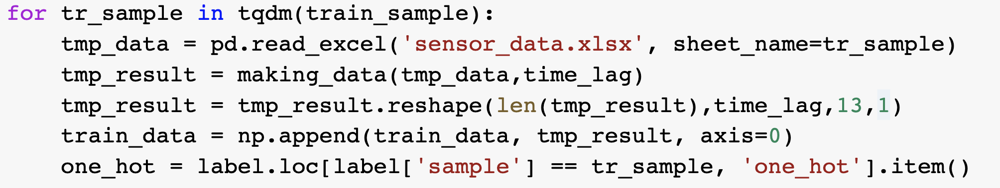 for tr_sample in tqdm(train_sample):
    tmp_data = pd.read_excel('sensor_data.xlsx', sheet_name=tr_sample)
    tmp_result = making_data(tmp_data,time_lag)
    tmp_result = tmp_result.reshape(len(tmp_result),time_lag,13,1)
    train_data = np.append(train_data, tmp_result, axis=0)
    one_hot = label.loc[label['sample'] == tr_sample, 'one_hot'].item()